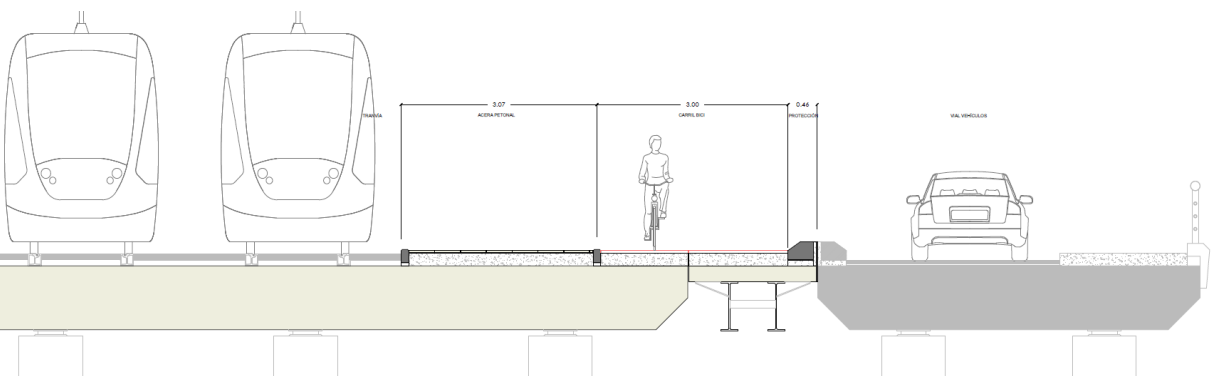 3.07
3.00
0.46
TRANVÍA
ACERA PETONAL
CARRIL BICI
PROTECCIÓN
VIAL VEHÍCULOS